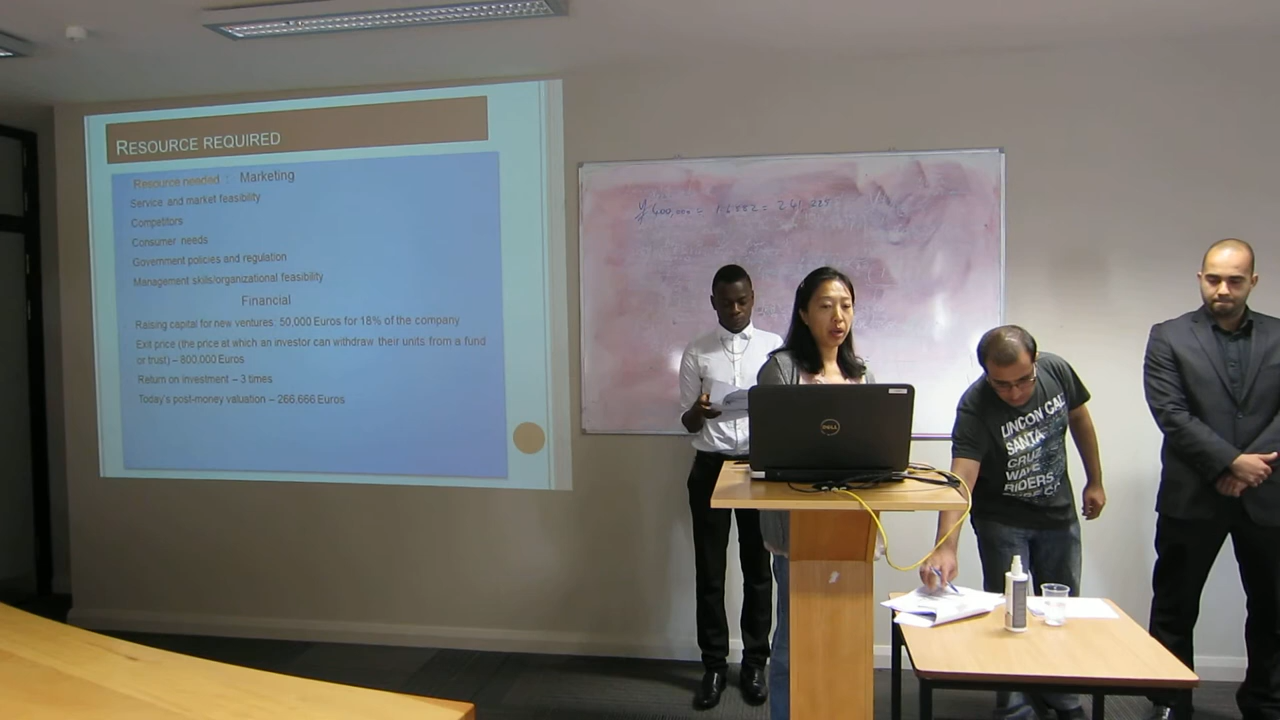 RESOURCE REQUIRED
Resource needed : Marketing
Service and market feasibility
Competitors
Consumer needs
Government policies and regulation
Management skills/organizational feasibility
Financial
Raising capital for new ventures: 50,000 Euros for 18% of the company
Exit price (the price at which an investor can withdraw their units from a fund
or trust) – 800.000 Euros
Return on investment – 3 times
Today's post-money valuation – 266,666 Euros
DELL
SANTA
CRUZ
WAVE
RIDERS